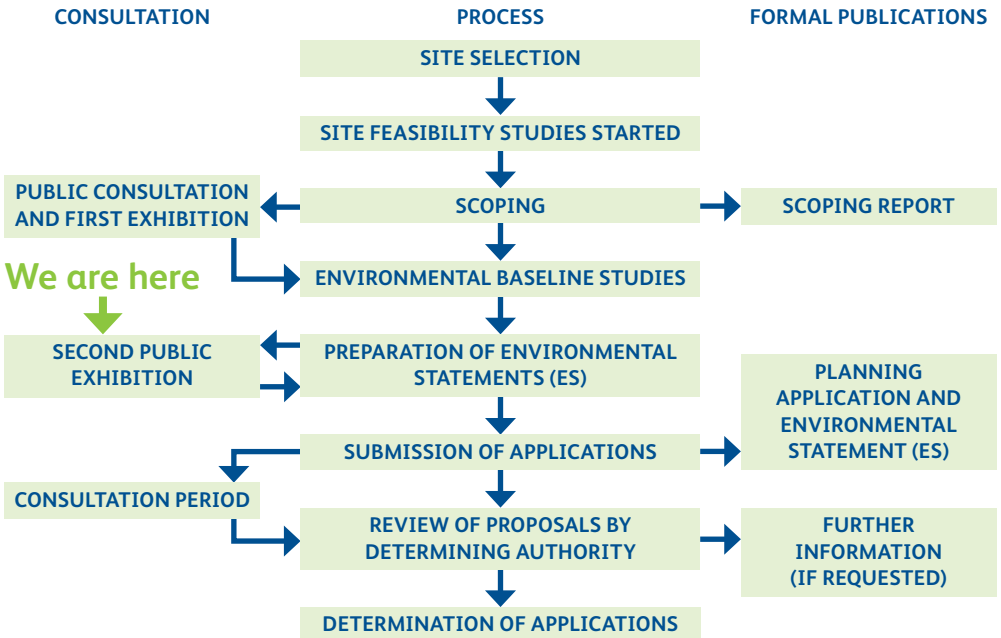 CONSULTATION
PROCESS
FORMAL PUBLICATIONS
SITE SELECTION
SITE FEASIBILITY STUDIES STARTED
PUBLIC CONSULTATION
AND FIRST EXHIBITION
SCOPING
SCOPING REPORT
We are here
ENVIRONMENTAL BASELINE STUDIES
SECOND PUBLIC
EXHIBITION
PREPARATION OF ENVIRONMENTAL
STATEMENTS (ES)
PLANNING
APPLICATION AND
ENVIRONMENTAL
STATEMENT (ES)
SUBMISSION OF APPLICATIONS
CONSULTATION PERIOD
REVIEW OF PROPOSALS BY
DETERMINING AUTHORITY
FURTHER
INFORMATION
(IF REQUESTED)
DETERMINATION OF APPLICATIONS